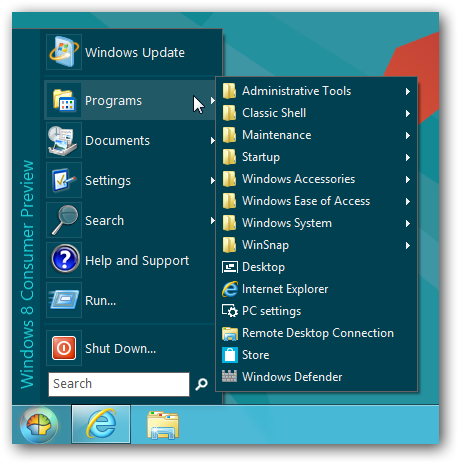 Windows 8 Consumer Preview
Windows Update
Programs
Documents
Settings
Search
Help and Support
Run...
Shut Down...
Search
Administrative Tools
Classic Shell
Maintenance
Startup
Windows Accessories
Windows Ease of Access
Windows System
WinSnap
Desktop
Internet Explorer
PC settings
Remote Desktop Connection
Store
Windows Defender